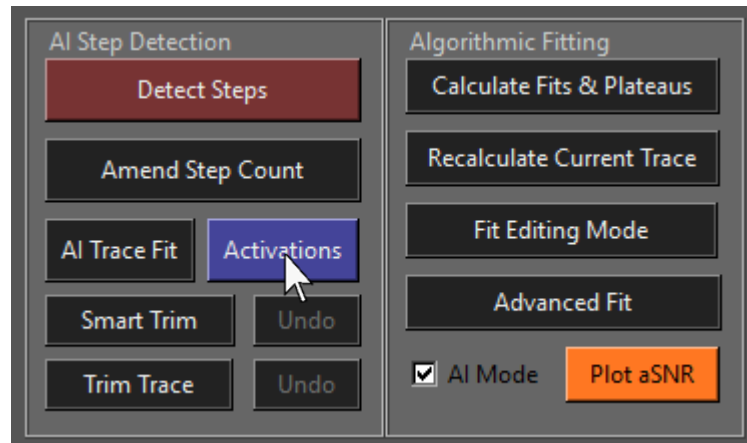 AI Step Detection
Detect Steps
Amend Step Count
AI Trace Fit
Activations
Smart Trim
Undo
Trim Trace
Undo
Algorithmic Fitting
Calculate Fits & Plateaus
Recalculate Current Trace
Fit Editing Mode
Advanced Fit
AI Mode
Plot aSNR